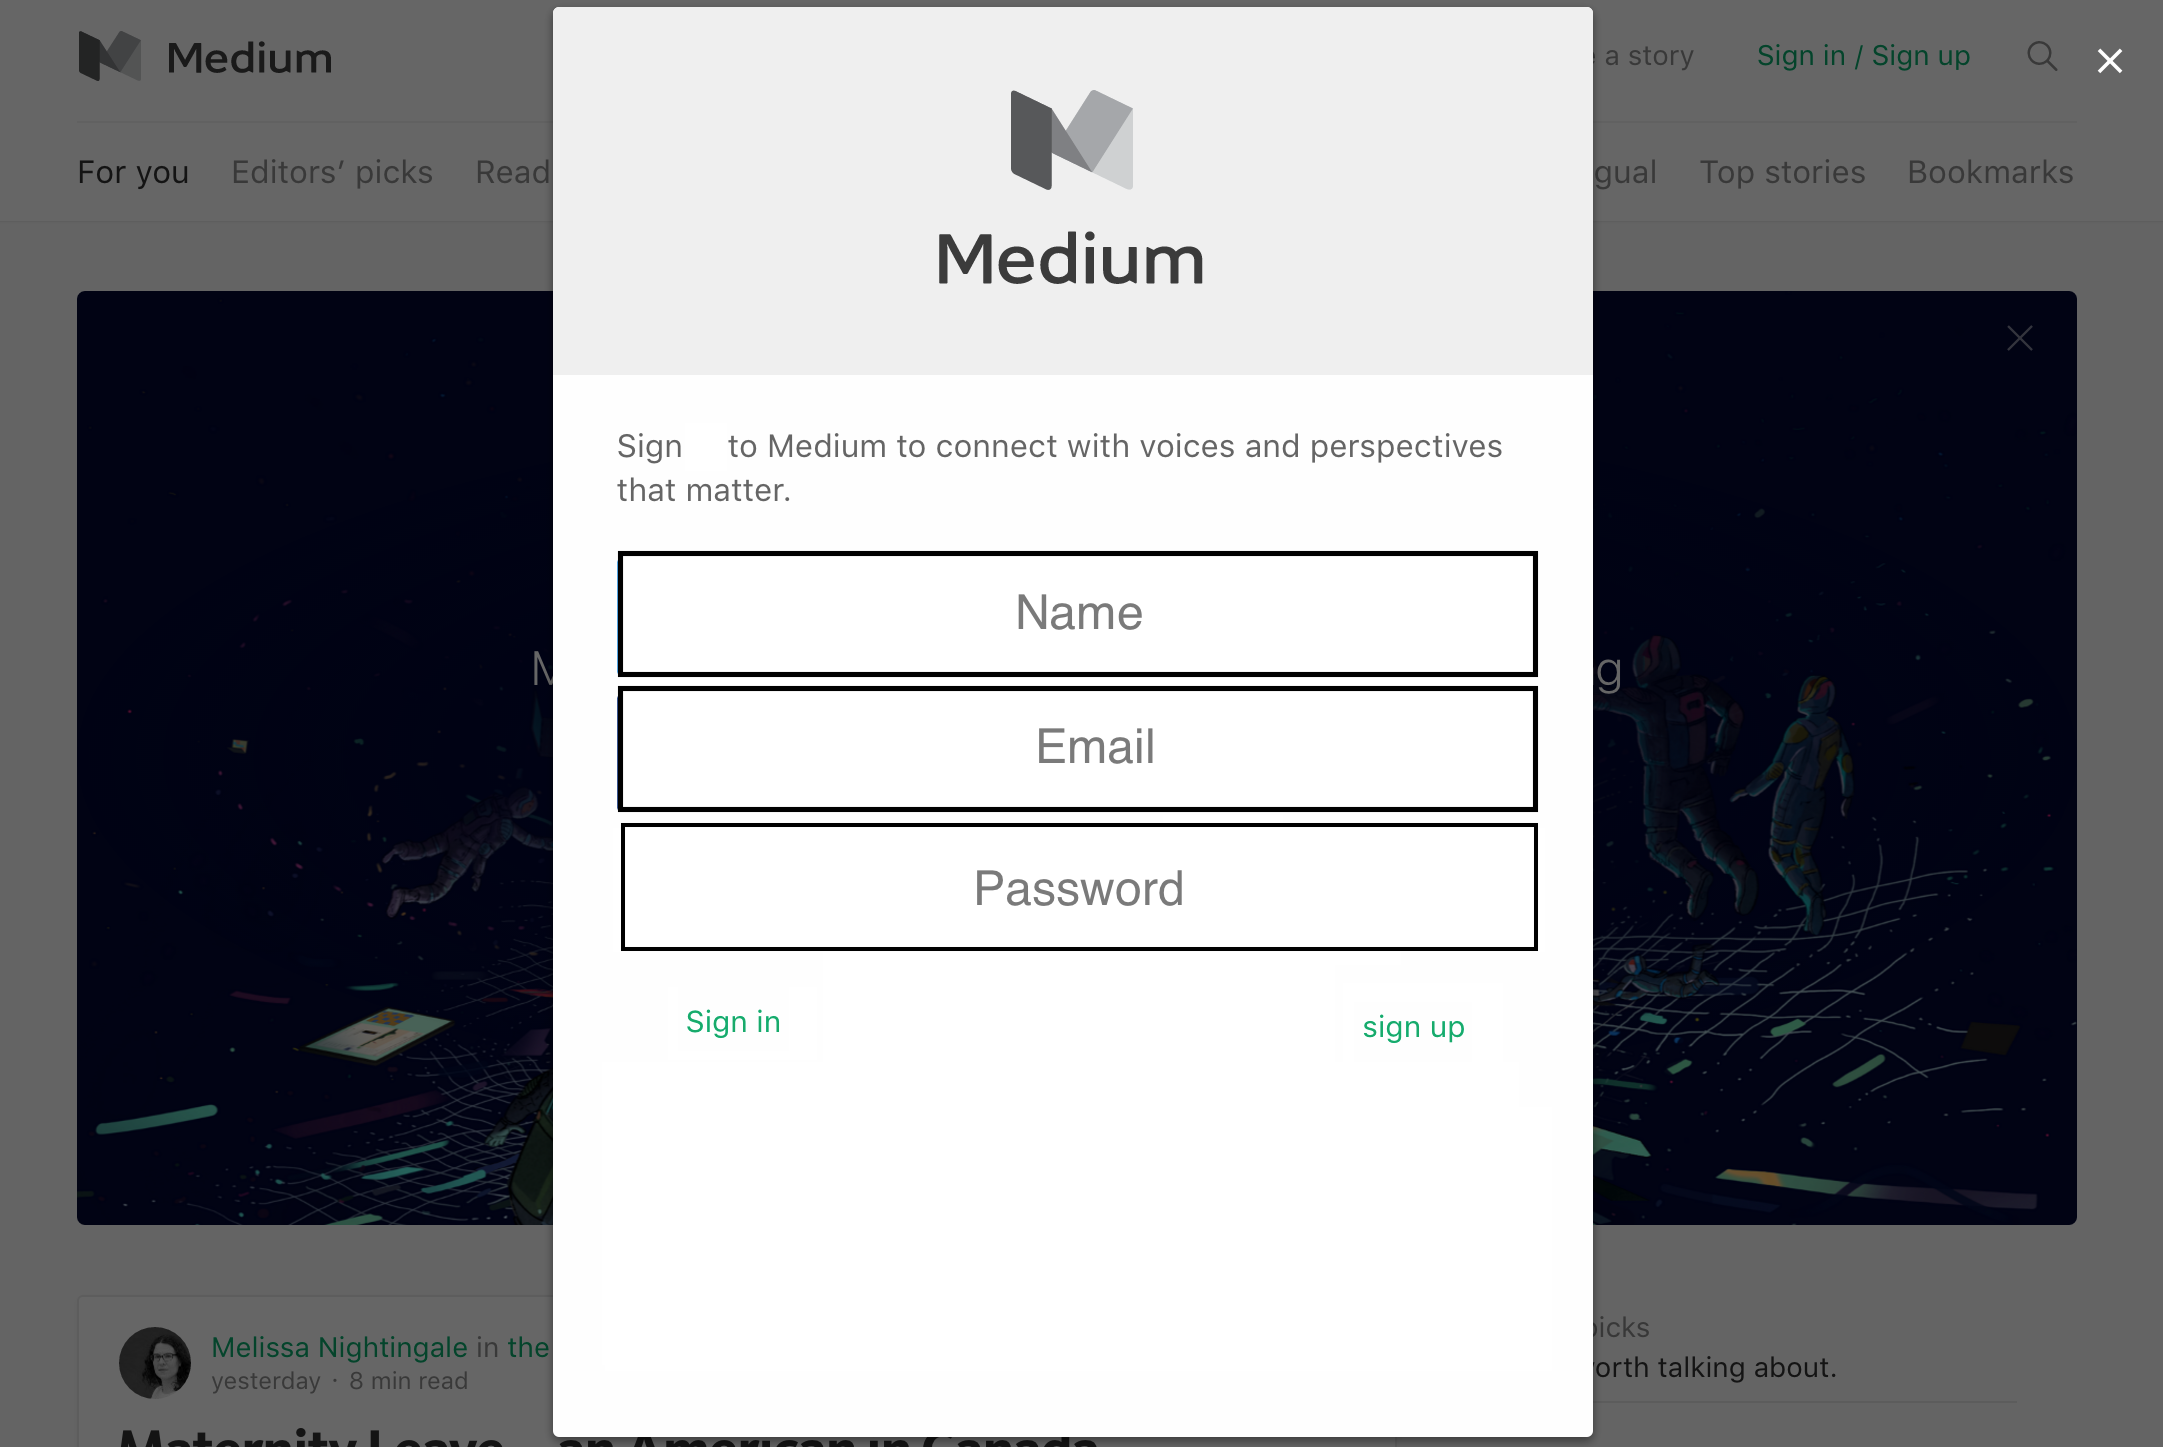 Medium
a story
Sign in / Sign up
For you
Editors’ picks
Read
gual
Top stories
Bookmarks
Medium
Sign to Medium to connect with voices and perspectives
that matter.
Name
Email
Password
Sign in
sign up
Melissa Nightingale in the
yesterday · 8 min read
picks
worth talking about.
Maternity Leave — an American in Canada